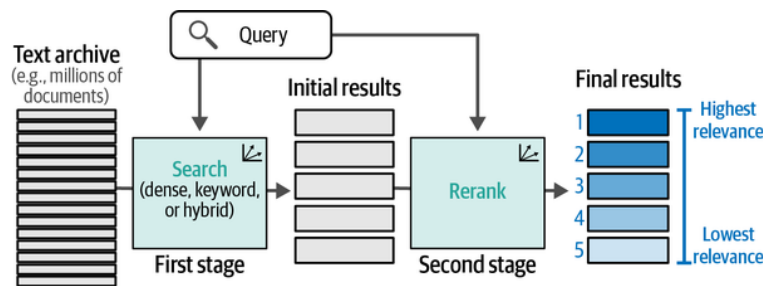 Query
Text archive
(e.g., millions of
documents)
Initial results
Final results
Search
(dense, keyword,
or hybrid)
First stage
Rerank
Second stage
1
2
3
4
5
Highest
relevance
Lowest
relevance